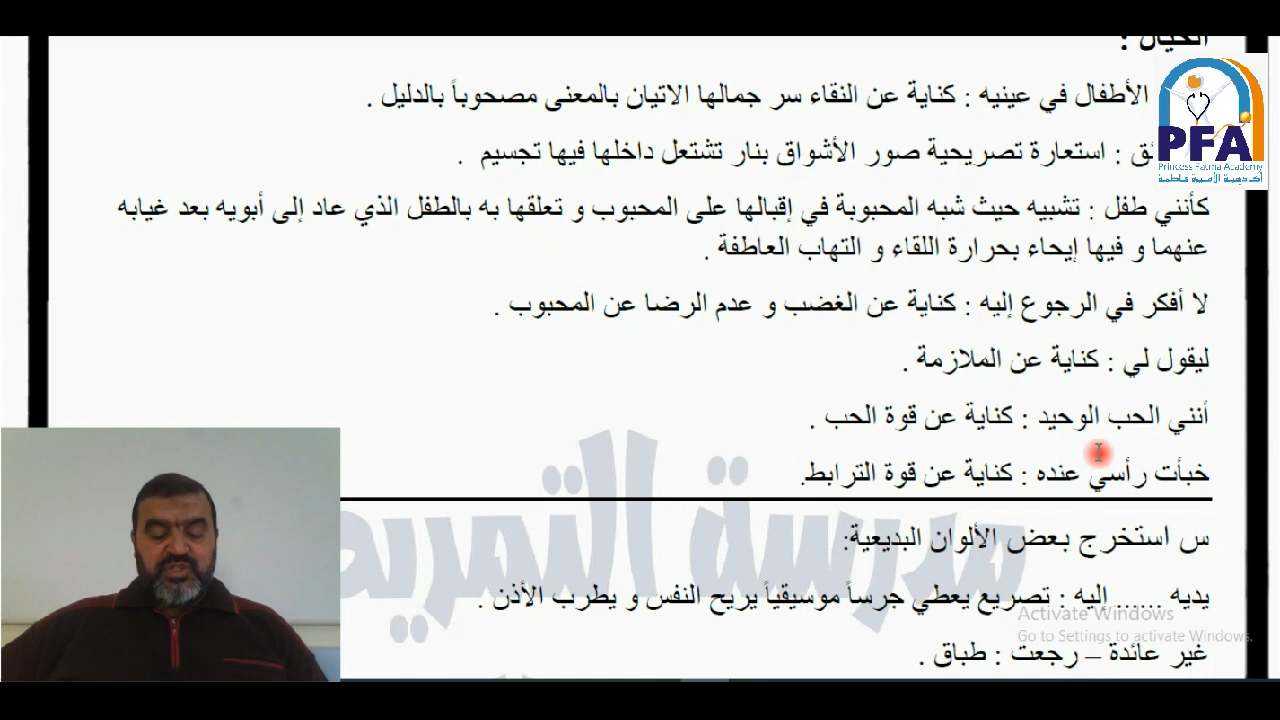 الخيال :
الأطفال في عينيه : كناية عن النقاء سر جمالها الاتيان بالمعنى مصحوباً بالدليل .
: استعارة تصريحية صور الأشواق بنار تشتعل داخلها فيها تجسيم .
كأنني طفل : تشبيه حيث شبه المحبوبة في إقبالها على المحبوب و تعلقها به بالطفل الذي عاد إلى أبويه بعد غيابه
عنهما و فيها إيحاء بحرارة اللقاء و التهاب العاطفة .
لا أفكر في الرجوع إليه : كناية عن الغضب و عدم الرضا عن المحبوب .
ليقول لي : كناية عن الملازمة .
أنني الحب الوحيد : كناية عن قوة الحب .
خبأت رأسي عنده : كناية عن قوة الترابط.
س استخرج بعض الألوان البديعية:
يديه ...... إليه : تصريع يعطي جرساً موسيقياً يريح النفس و يطرب الأذن .
غير عائدة – رجعت : طباق .
PFA
Princess Fatma Academy
أكاديمية الأميرة فاطمة
مدرسة التمريض
Activate Windows
Go to Settings to activate Windows.